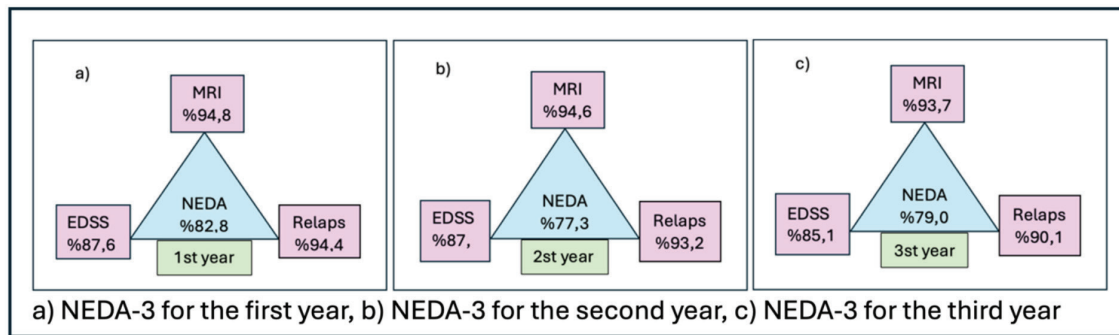 a)
MRI
%94,8
NEDA
%82,8
EDSS
%87,6
Relaps
%94,4
1st year
b)
MRI
%94,6
NEDA
%77,3
EDSS
%87,
Relaps
%93,2
2st year
c)
MRI
%93,7
NEDA
%79,0
EDSS
%85,1
Relaps
%90,1
3st year
a) NEDA-3 for the first year, b) NEDA-3 for the second year, c) NEDA-3 for the third year